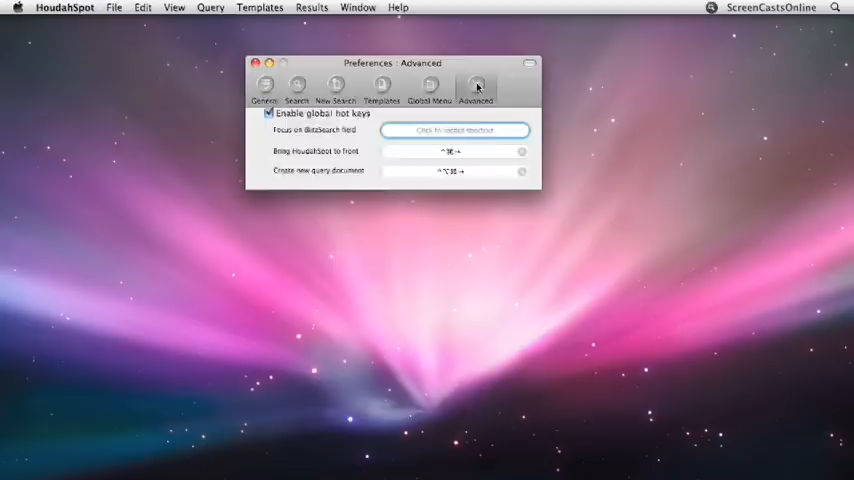 HoudahSpot File Edit View Query Templates Results Window Help ScreenCastsOnline
Preferences : Advanced
General Search New Search Templates Global Menu Advanced
Enable global hot keys
Focus on BlitzSearch field Click to record shortcut
Bring HoudahSpot to front ^⌘→
Create new query document ^⌥⌘→